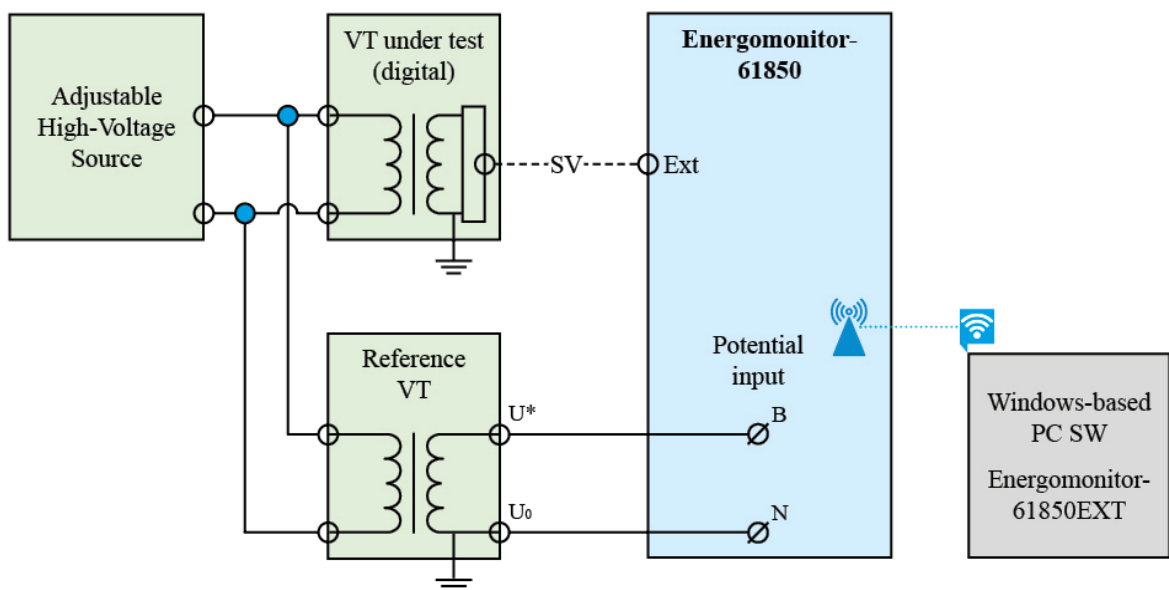 Adjustable
High-Voltage
Source
VT under test
(digital)
SV
Energomonitor-
61850
Ext
Reference
VT
U*
U₀
Potential
input
B
N
Windows-based
PC SW
Energomonitor-
61850EXT